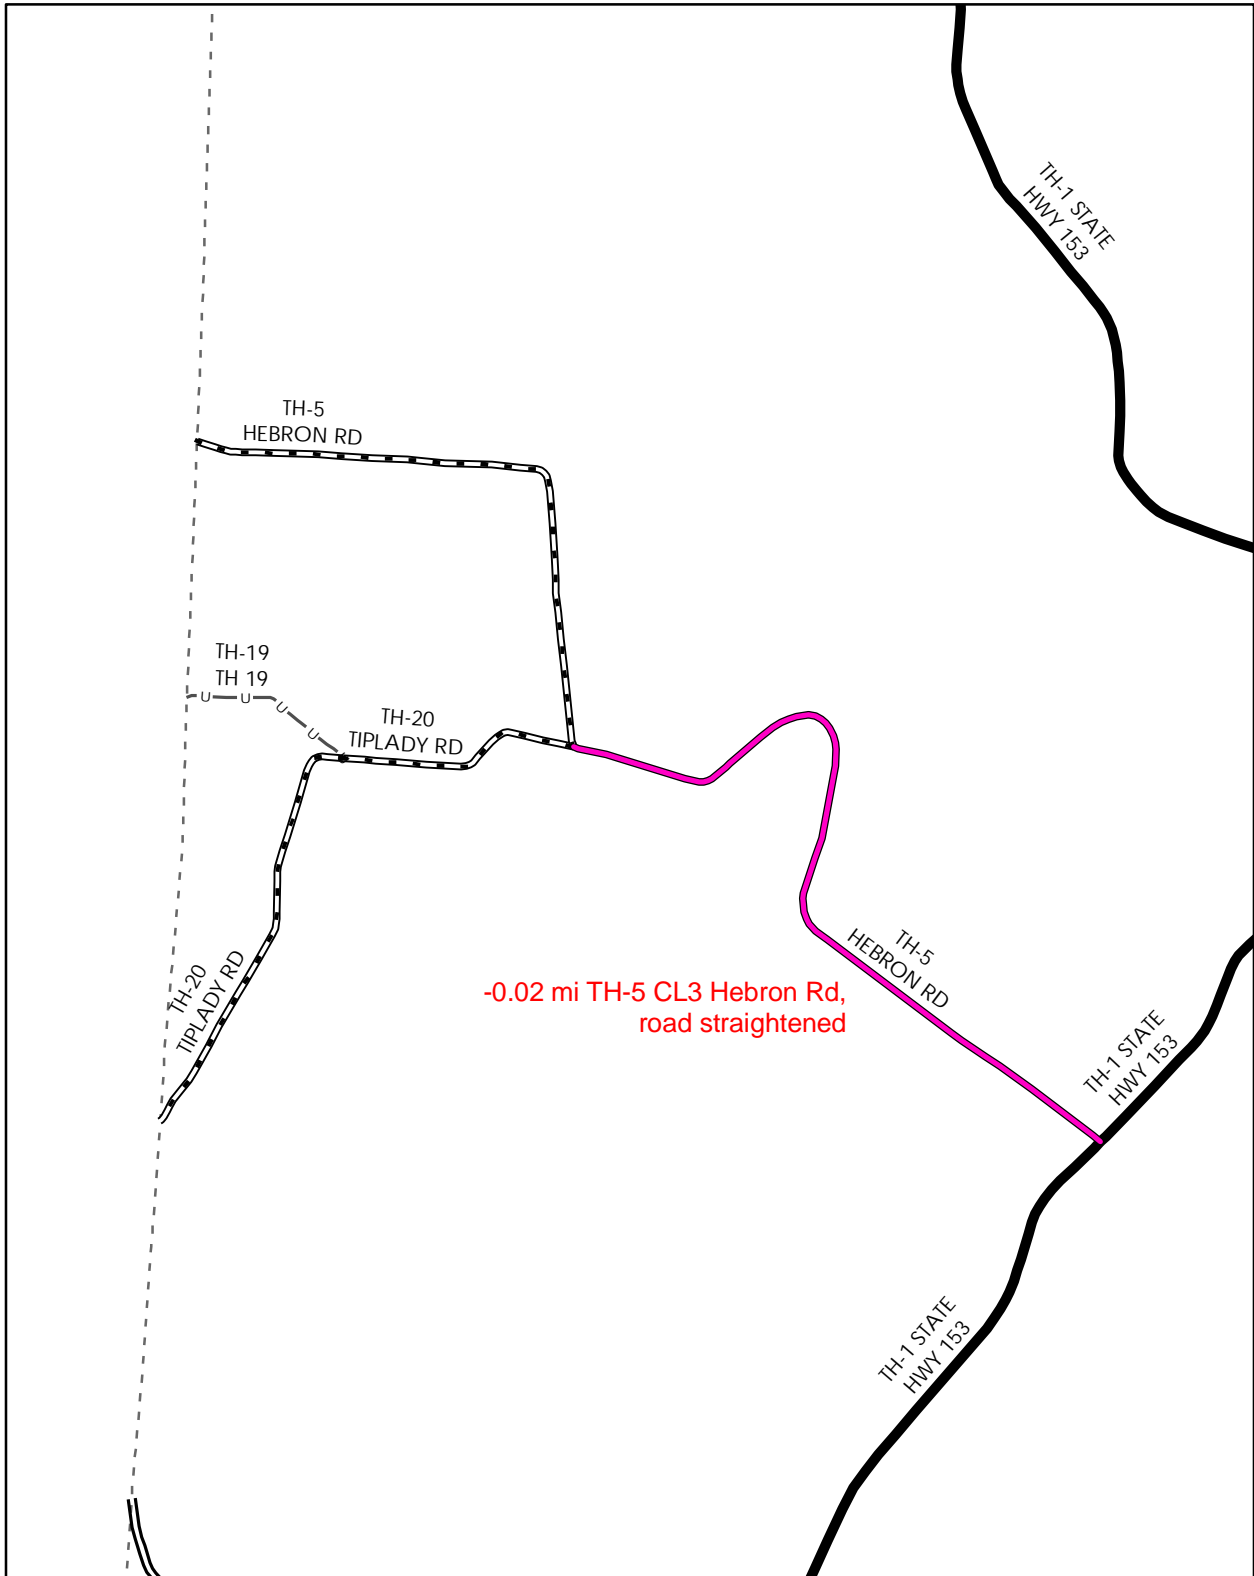 TH-1 STATE
HWY 153
TH-5
HEBRON RD
TH-19
TH 19
U U U U
TH-20
TIPLADY RD
TH-5
HEBRON RD
TH-20
TIPLADY RD
-0.02 mi TH-5 CL3 Hebron Rd,
road straightened
TH-1 STATE
HWY 153
TH-1 STATE
HWY 153